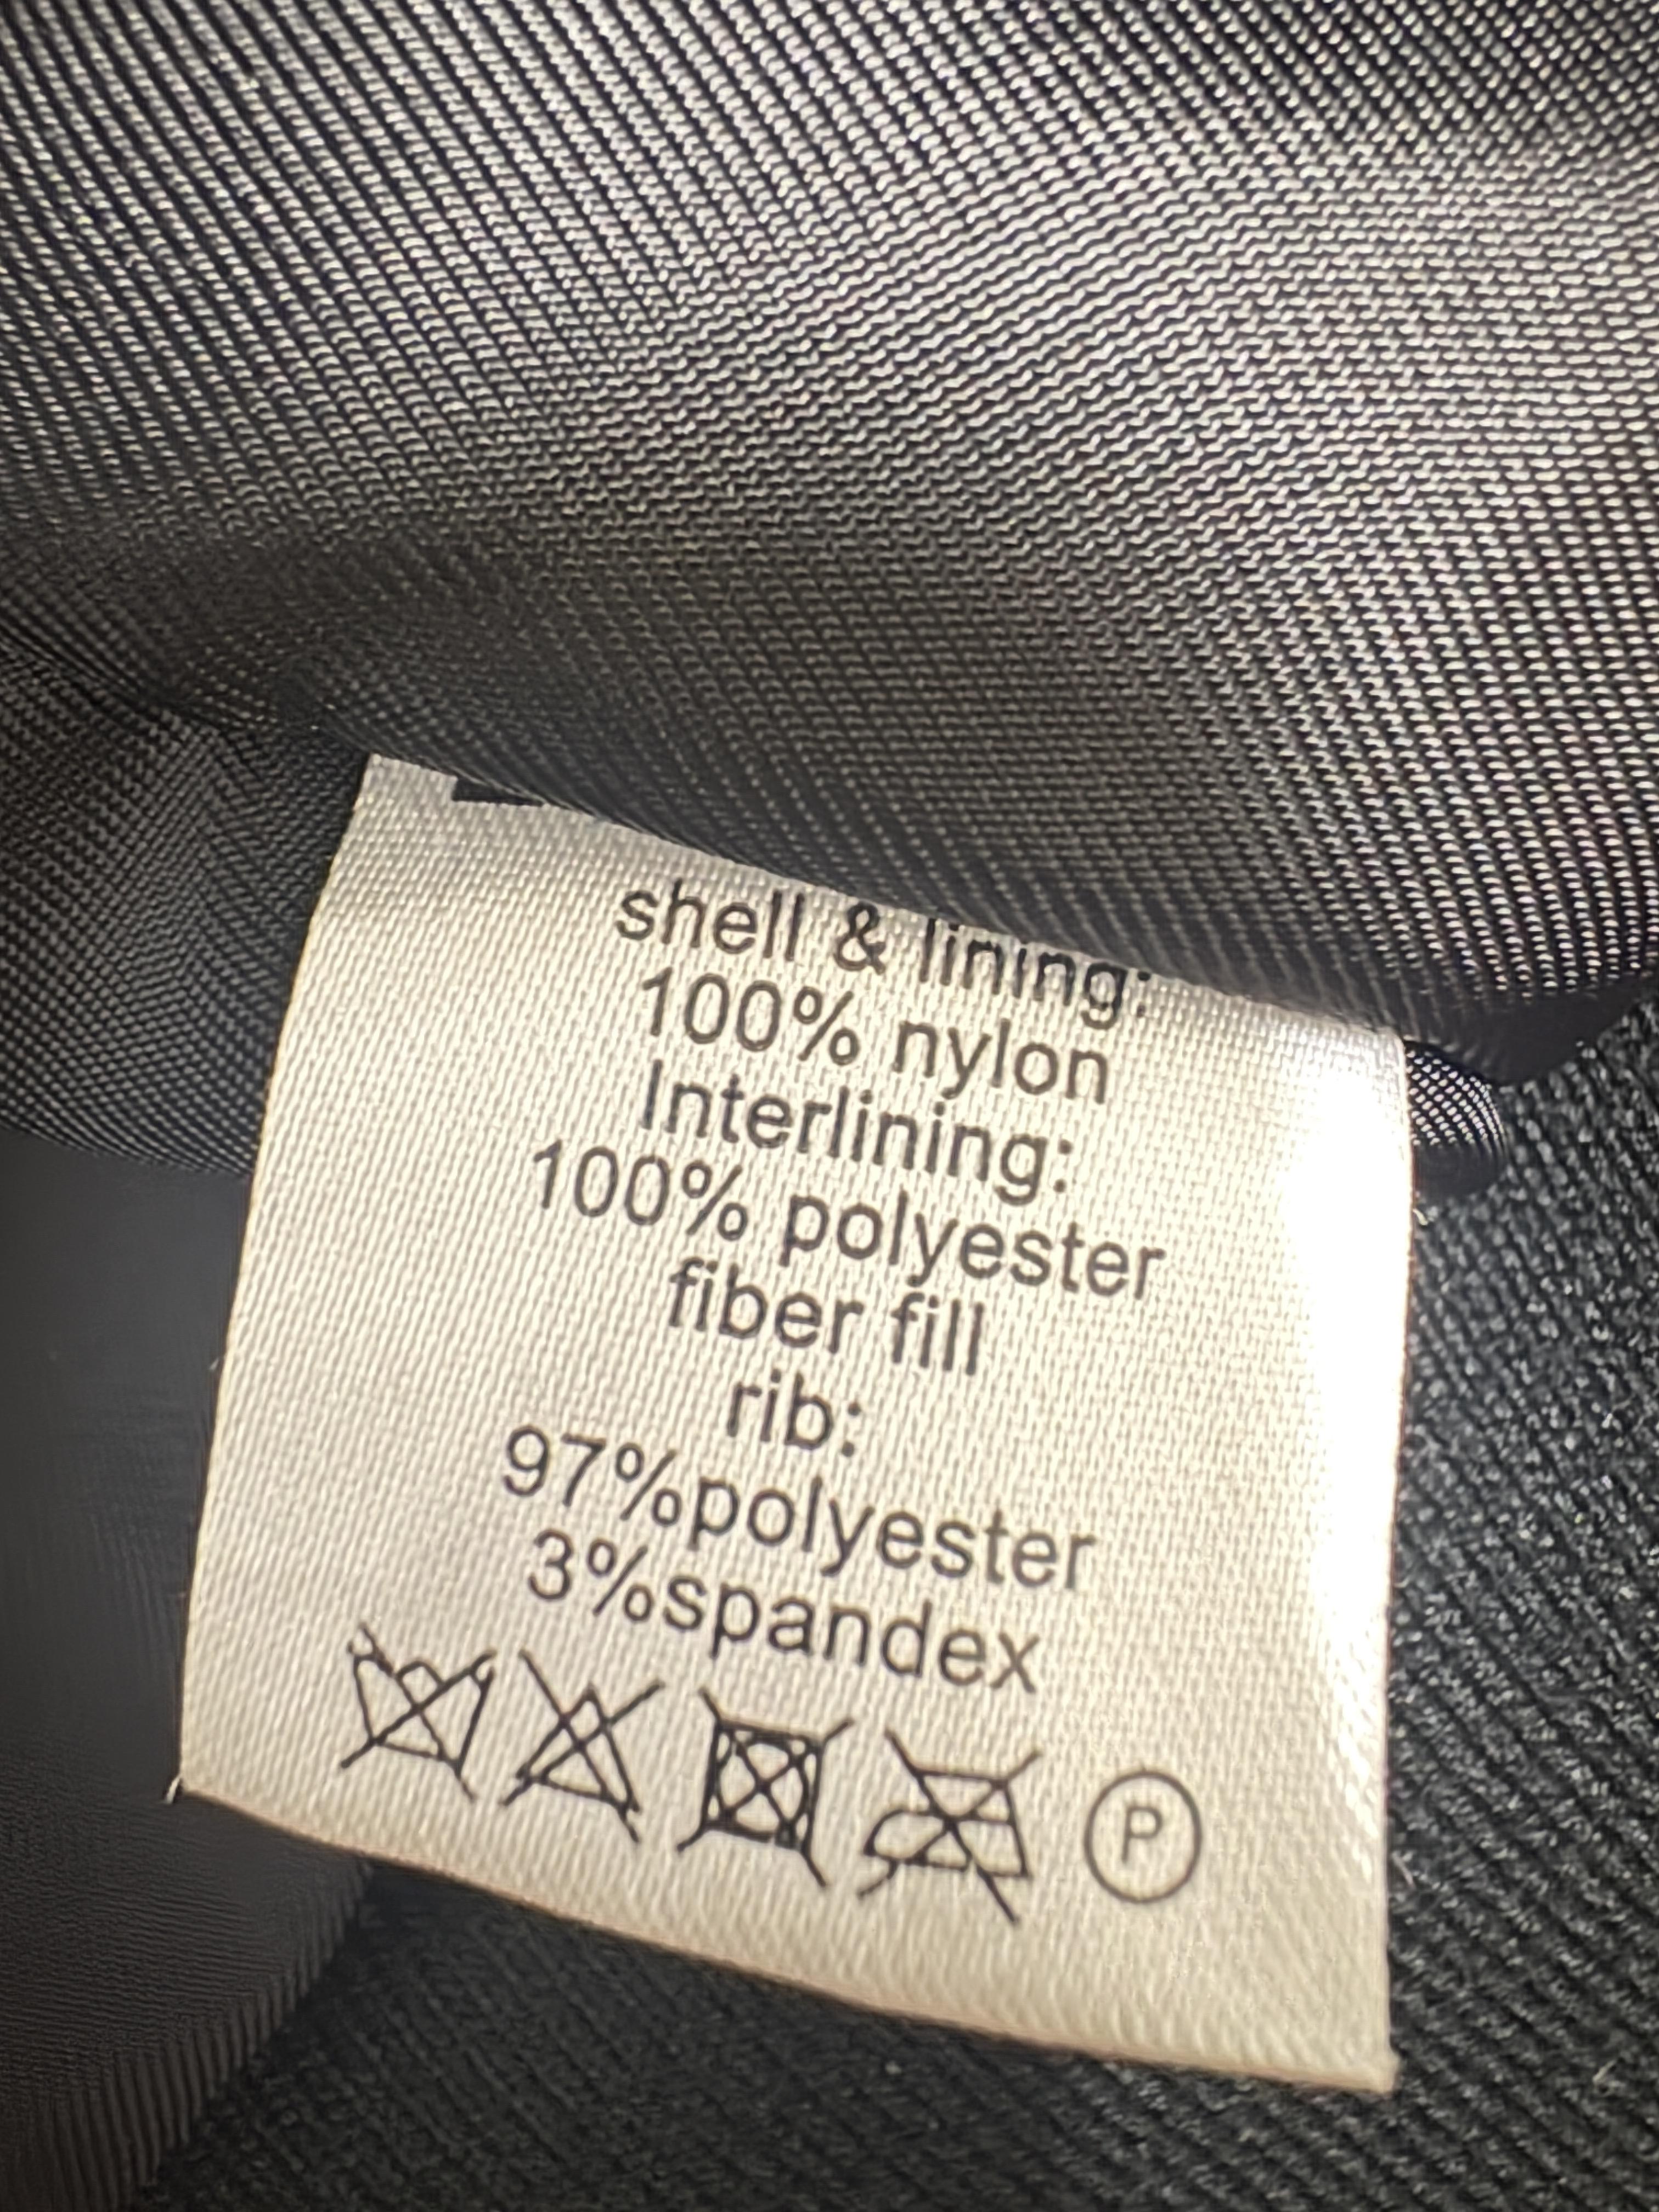 shell & lining:
100% nylon
Interlining:
100% polyester
fiber fill
rib:
97%polyester
3%spandex
P